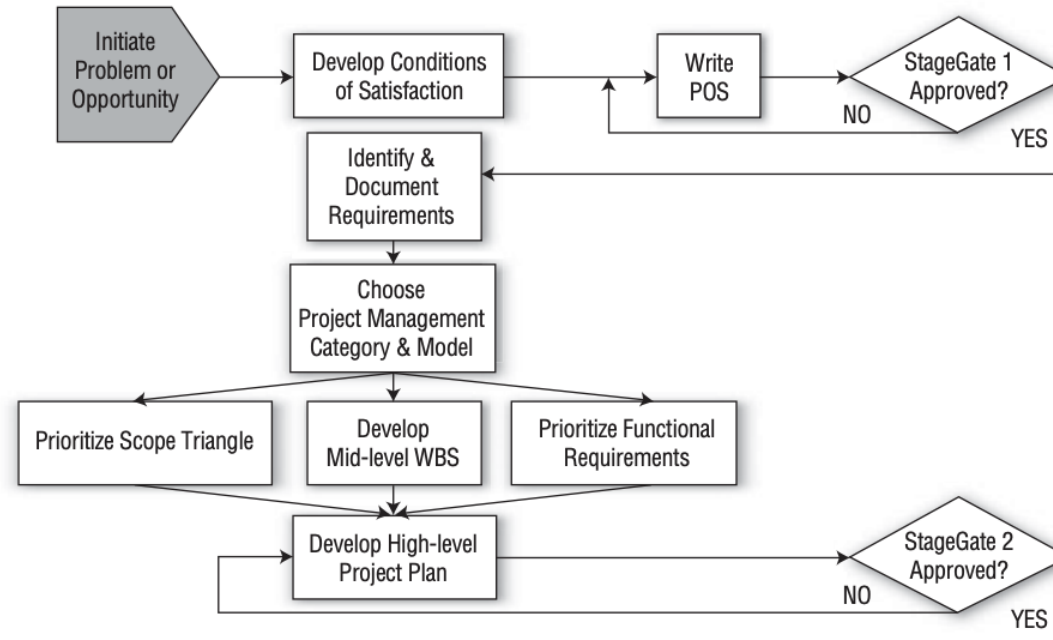 Initiate
Problem or
Opportunity
Develop Conditions
of Satisfaction
Write
POS
StageGate 1
Approved?
NO
YES
Identify &
Document
Requirements
Choose
Project Management
Category & Model
Prioritize Scope Triangle
Develop
Mid-level WBS
Prioritize Functional
Requirements
Develop High-level
Project Plan
StageGate 2
Approved?
NO
YES